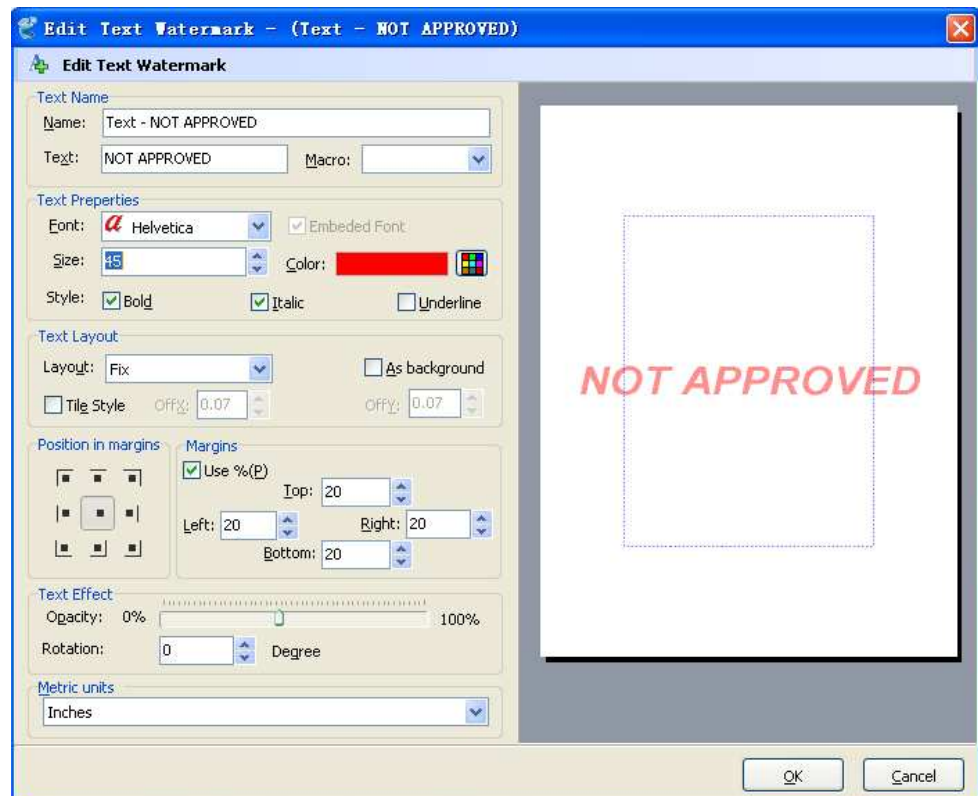 Edit Text Watermark - (Text - NOT APPROVED)
Edit Text Watermark
Text Name
Name: Text - NOT APPROVED
Text: NOT APPROVED Macro:
Text Preperties
Font: a Helvetica Embeded Font
Size: 45 Color:
Style: Bold Italic Underline
Text Layout
Layout: Fix As background
Tile Style OffX: 0.07 OffY: 0.07
Position in margins Margins
Use %(P)
Top: 20
Left: 20 Right: 20
Bottom: 20
Text Effect
Opacity: 0% 100%
Rotation: 0 Degree
Metric units
Inches
NOT APPROVED
OK Cancel